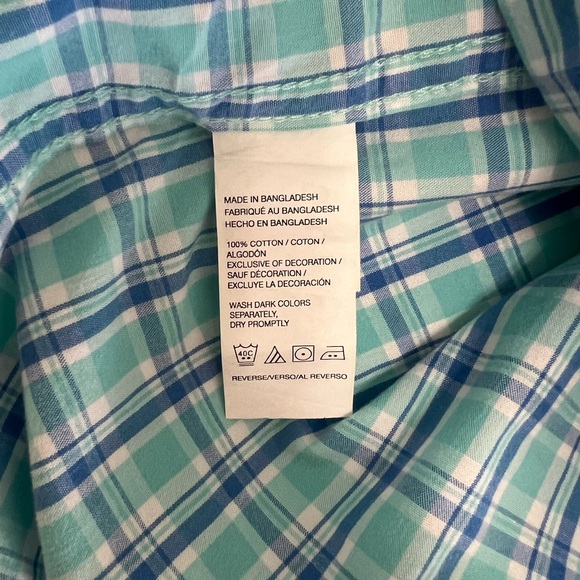 MADE IN BANGLADESH
FABRIQUÉ AU BANGLADESH
HECHO EN BANGLADESH
100% COTTON / COTON /
ALGODÓN
EXCLUSIVE OF DECORATION /
SAUF DÉCORATION /
EXCLUYE LA DECORACIÓN
WASH DARK COLORS
SEPARATELY,
DRY PROMPTLY
40C
REVERSE/VERSO/AL REVERSO